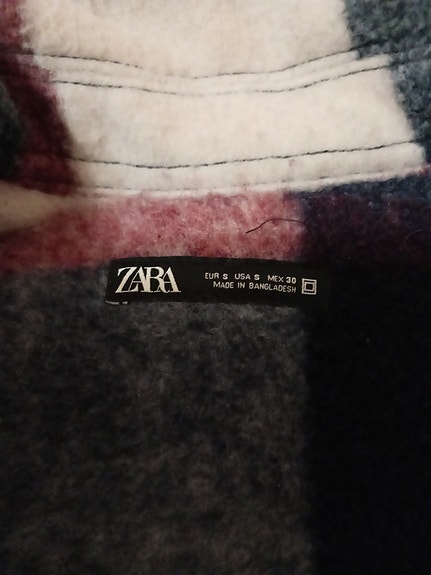 ZARA
EUR S USA S MEX 30
MADE IN BANGLADESH